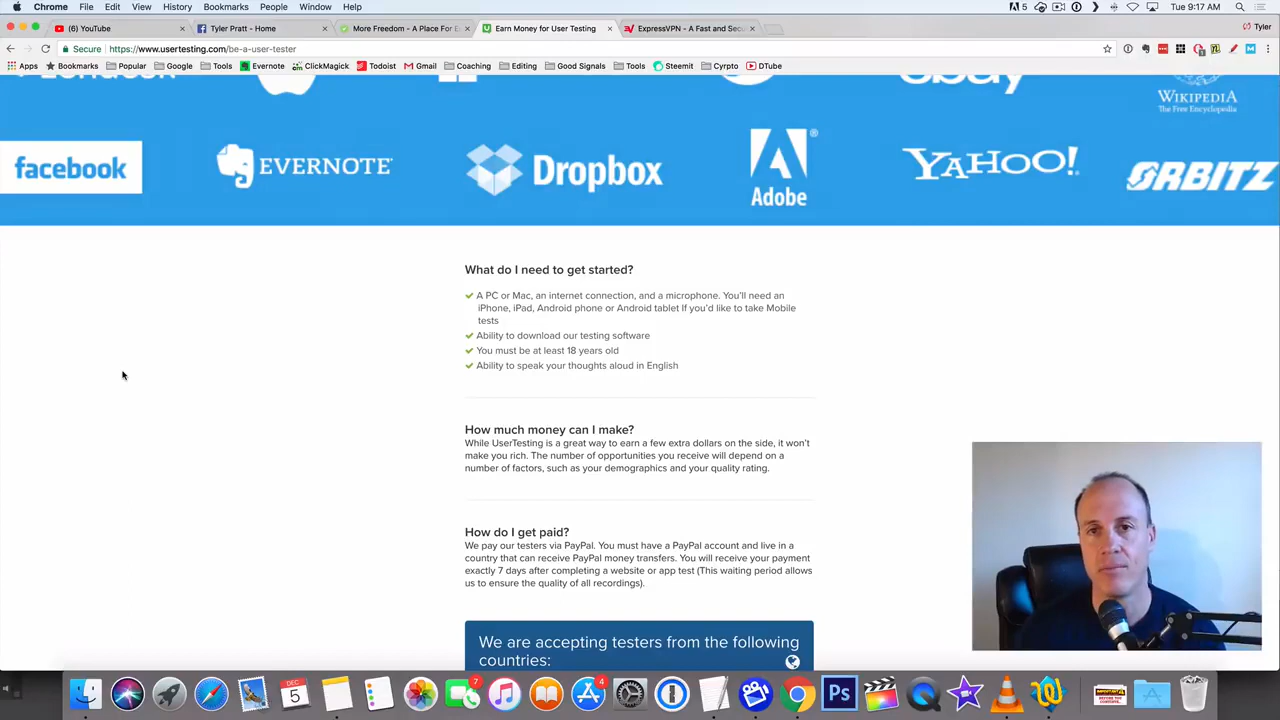 Chrome File Edit View History Bookmarks People Window Help
5 Tue 9:17 AM
(6) YouTube
Tyler Pratt - Home
More Freedom - A Place For E
Earn Money for User Testing
ExpressVPN - A Fast and Sec
Tyler
Secure https://www.usertesting.com/be-a-user-tester
Apps Bookmarks Popular Google Tools Evernote ClickMagick Todoist Gmail Coaching Editing Good Signals Tools Steemit Cyrpto DTube
ebay
WIKIPEDIA
The Free Encyclopedia
facebook
EVERNOTE
Dropbox
Adobe
YAHOO!
ORBITZ
What do I need to get started?
A PC or Mac, an internet connection, and a microphone. You'll need an
iPhone, iPad, Android phone or Android tablet If you'd like to take Mobile
tests
Ability to download our testing software
You must be at least 18 years old
Ability to speak your thoughts aloud in English
How much money can I make?
While UserTesting is a great way to earn a few extra dollars on the side, it won't
make you rich. The number of opportunities you receive will depend on a
number of factors, such as your demographics and your quality rating.
How do I get paid?
We pay our testers via PayPal. You must have a PayPal account and live in a
country that can receive PayPal money transfers. You will receive your payment
exactly 7 days after completing a website or app test (This waiting period allows
us to ensure the quality of all recordings).
We are accepting testers from the following
countries:
DEC
5
7
4
Ps